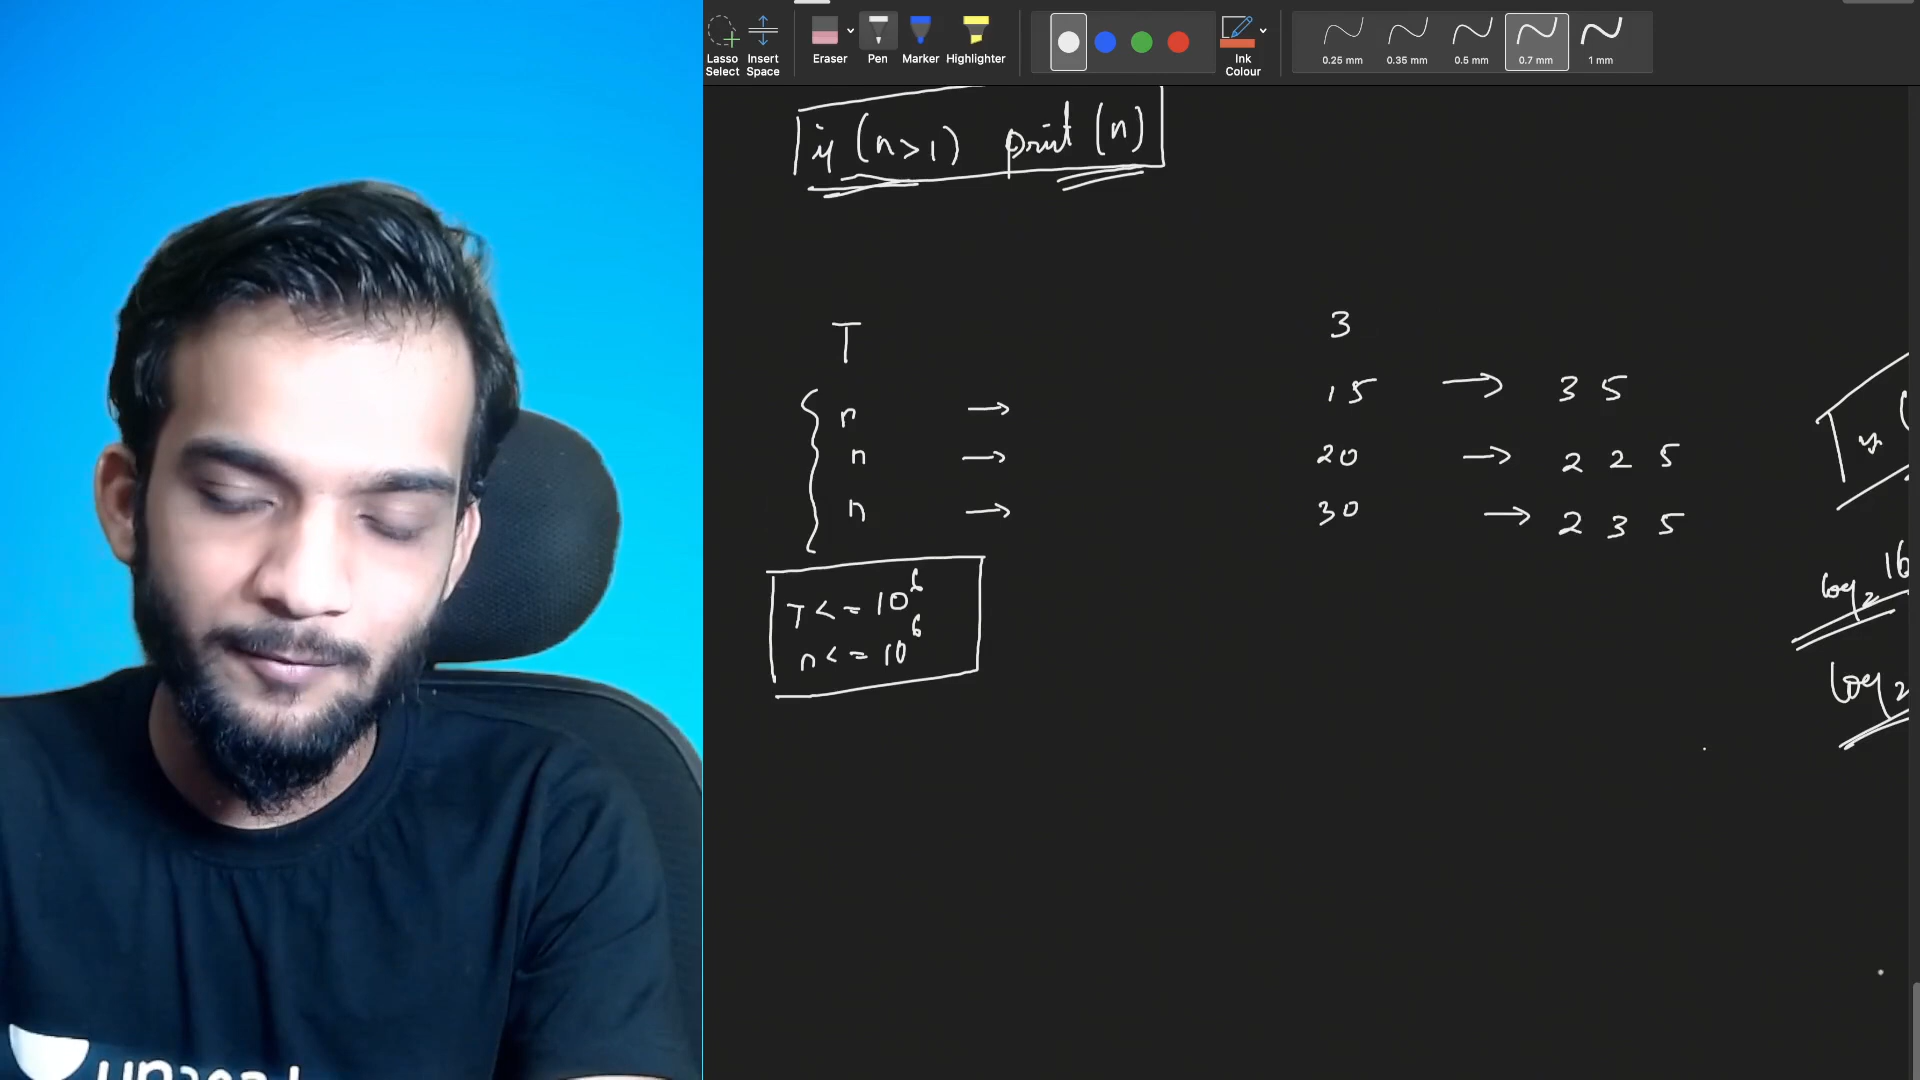 Lasso Select
Insert Space
Eraser
Pen
Marker
Highlighter
Ink Colour
0.25 mm
0.35 mm
0.5 mm
0.7 mm
1 mm
if (n>1) print (n)
T
n →
n →
n →
3
15 → 3 5
20 → 2 2 5
30 → 2 3 5
T <= 10^6
n <= 10^6
log₂ 16
log₂